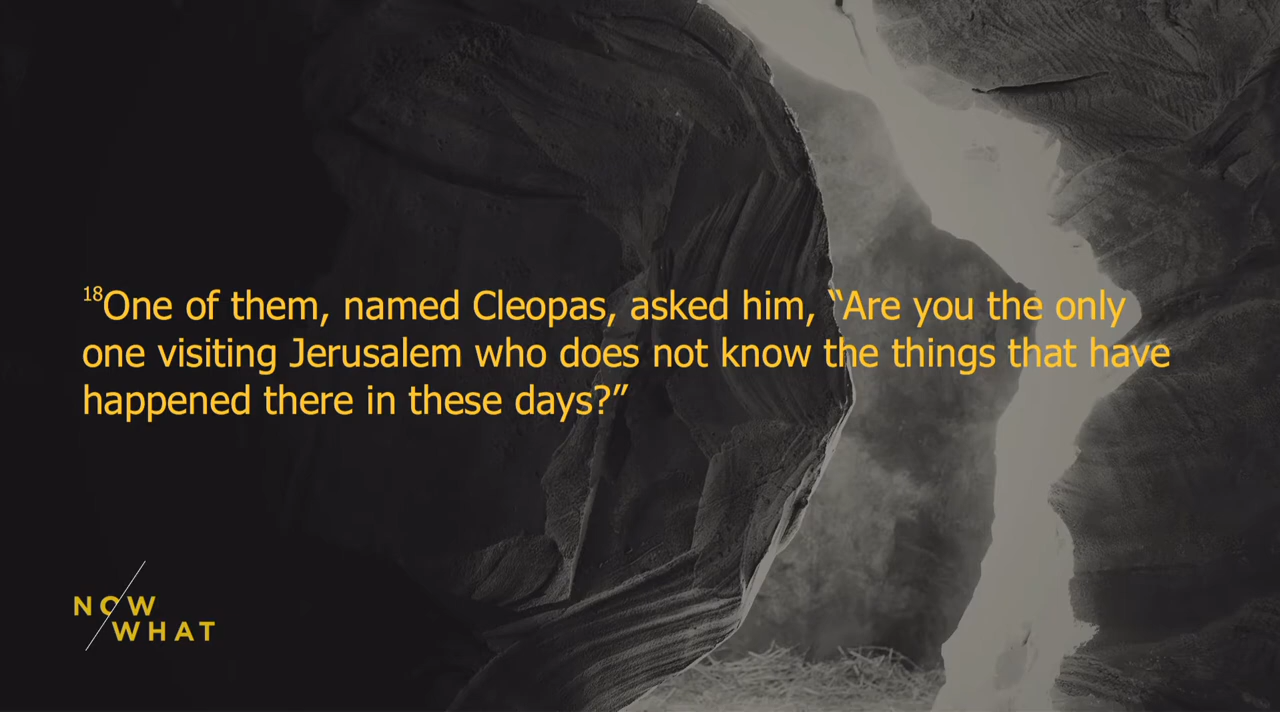 18One of them, named Cleopas, asked him, “Are you the only
one visiting Jerusalem who does not know the things that have
happened there in these days?”
NOW
WHAT